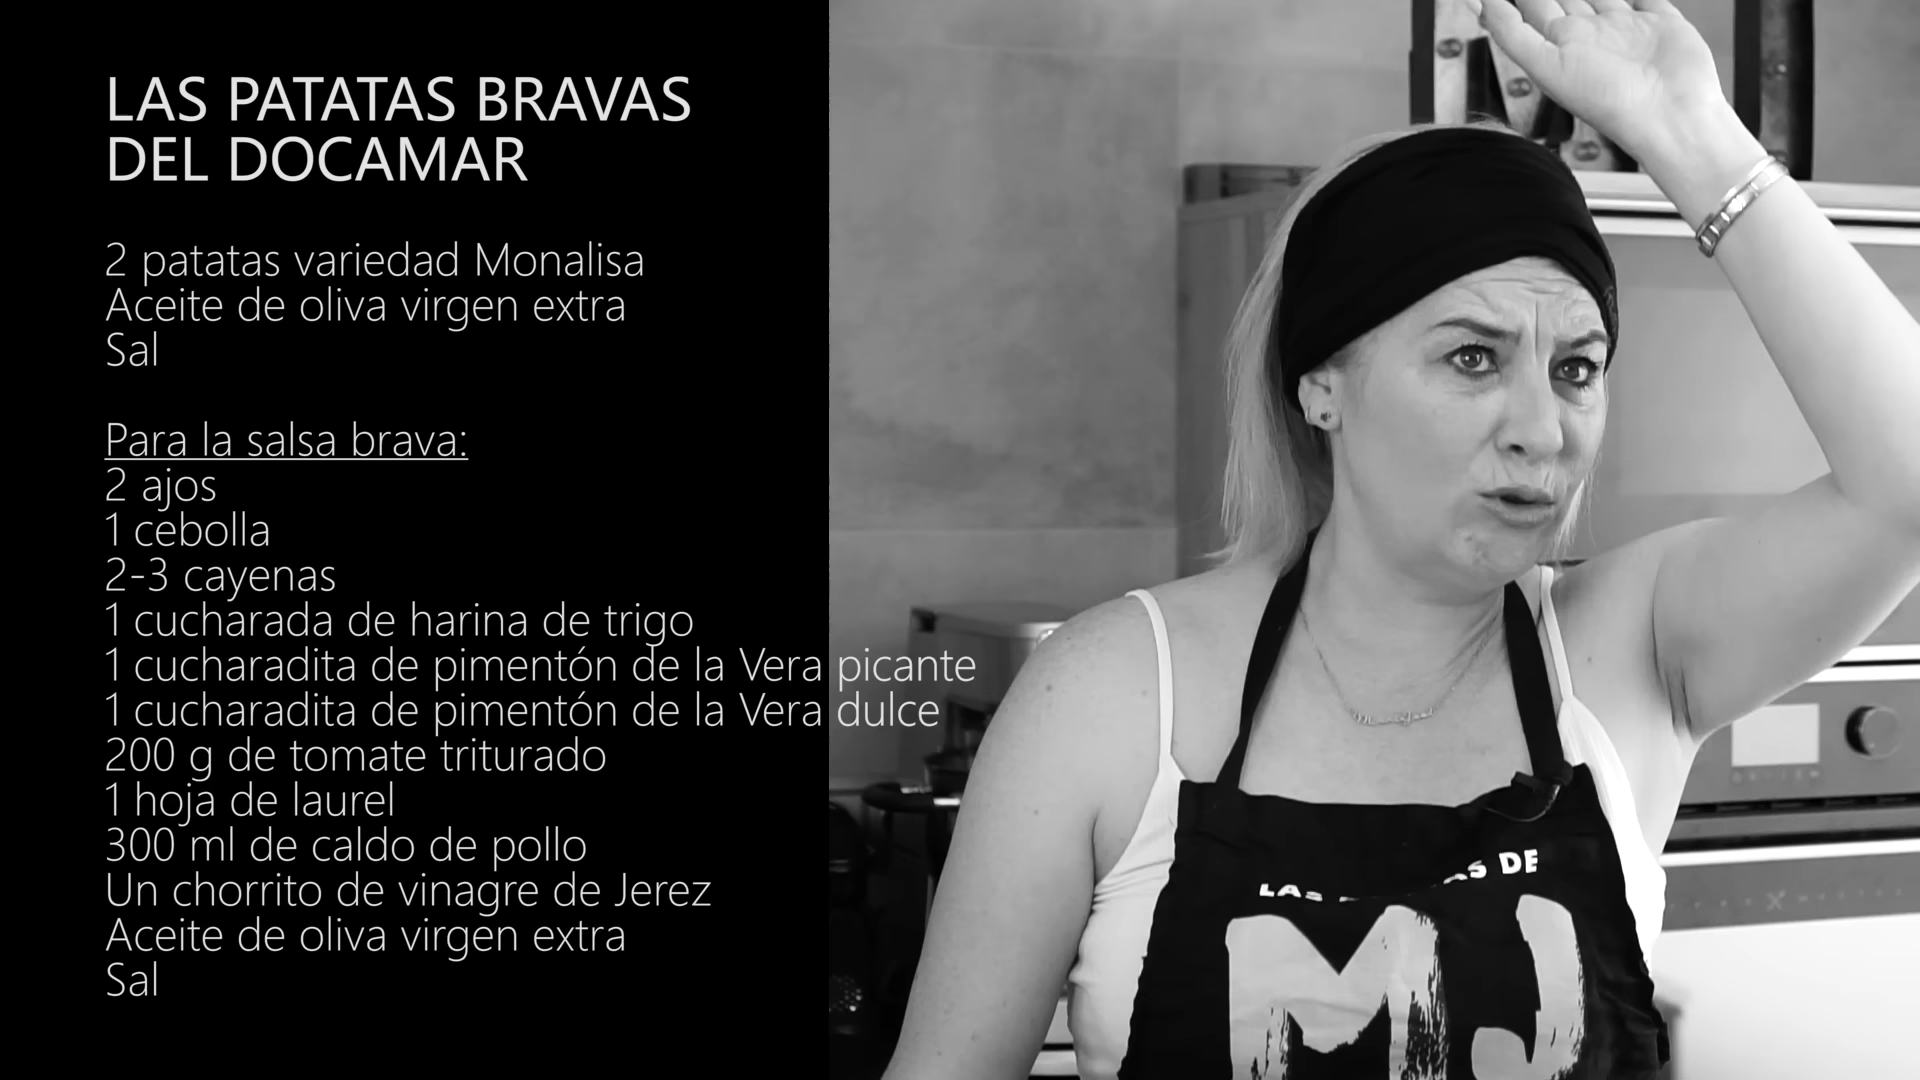 LAS PATATAS BRAVAS
DEL DOCAMAR
2 patatas variedad Monalisa
Aceite de oliva virgen extra
Sal
Para la salsa brava:
2 ajos
1 cebolla
2-3 cayenas
1 cucharada de harina de trigo
1 cucharadita de pimentón de la Vera picante
1 cucharadita de pimentón de la Vera dulce
200 g de tomate triturado
1 hoja de laurel
300 ml de caldo de pollo
Un chorrito de vinagre de Jerez
Aceite de oliva virgen extra
Sal
LAS DE
MJ